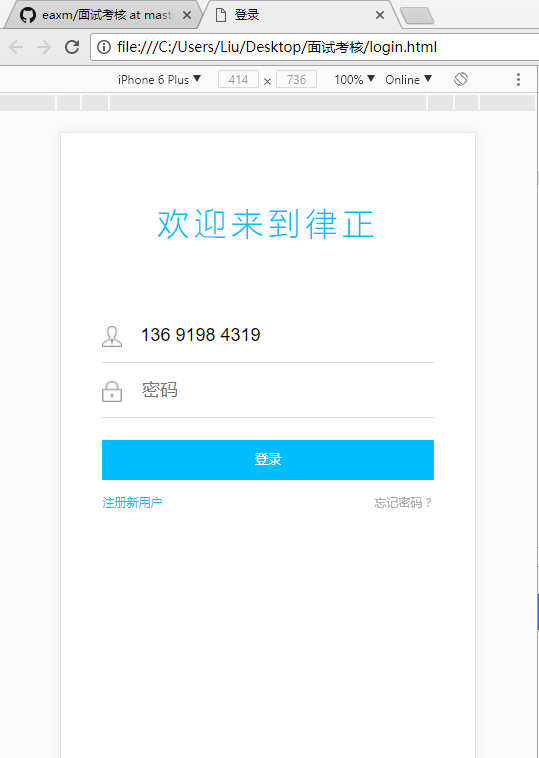 eaxm/面试考核 at mast
登录
file:///C:/Users/Liu/Desktop/面试考核/login.html
iPhone 6 Plus ▼ 414 × 736 100% ▼ Online ▼
欢迎来到律正
136 9198 4319
密码
登录
注册新用户 忘记密码？